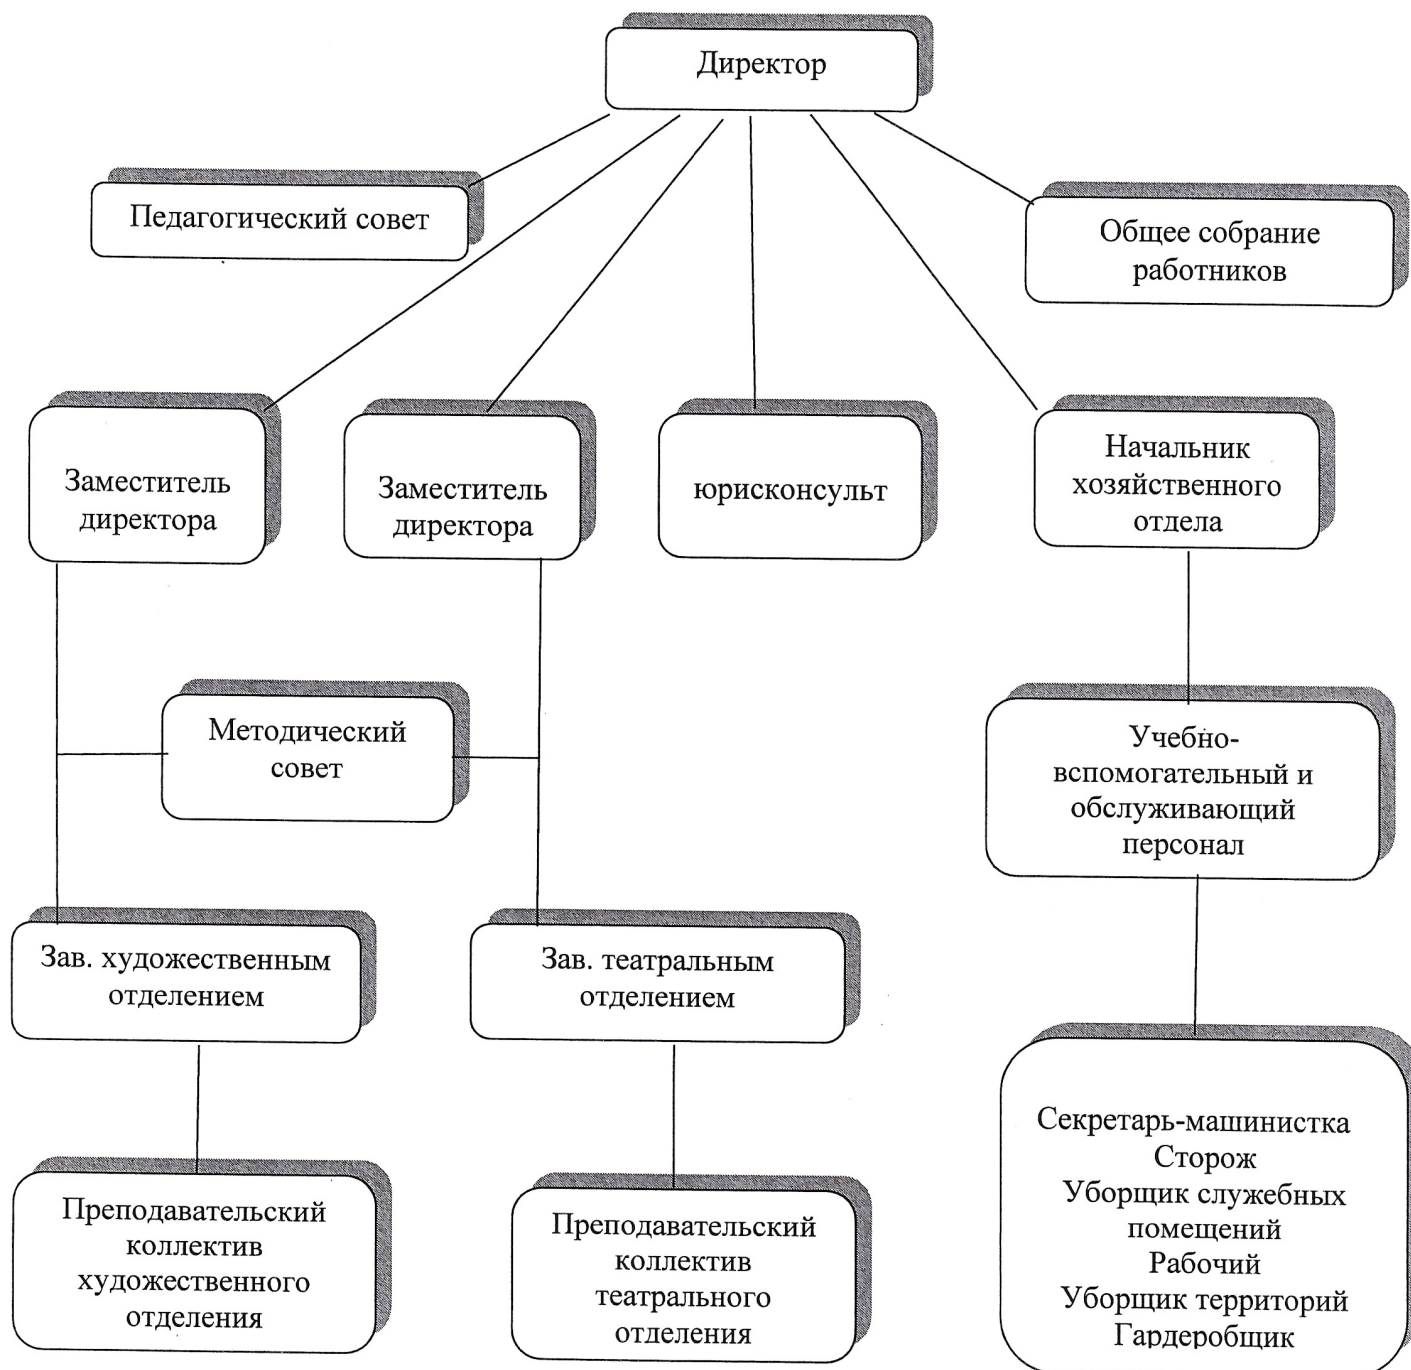 Директор
Педагогический совет
Общее собрание
работников
Заместитель
директора
Заместитель
директора
юрисконсульт
Начальник
хозяйственного
отдела
Методический
совет
Учебно-
вспомогательный и
обслуживающий
персонал
Зав. художественным
отделением
Зав. театральным
отделением
Преподавательский
коллектив
художественного
отделения
Преподавательский
коллектив
театрального
отделения
Секретарь-машинистка
Сторож
Уборщик служебных
помещений
Рабочий
Уборщик территорий
Гардеробщик